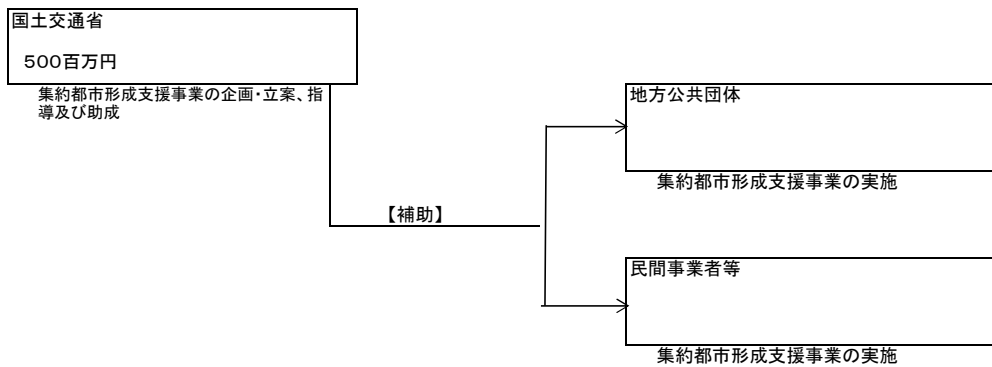 国土交通省
500百万円
集約都市形成支援事業の企画・立案、指
導及び助成
地方公共団体
集約都市形成支援事業の実施
【補助】
民間事業者等
集約都市形成支援事業の実施